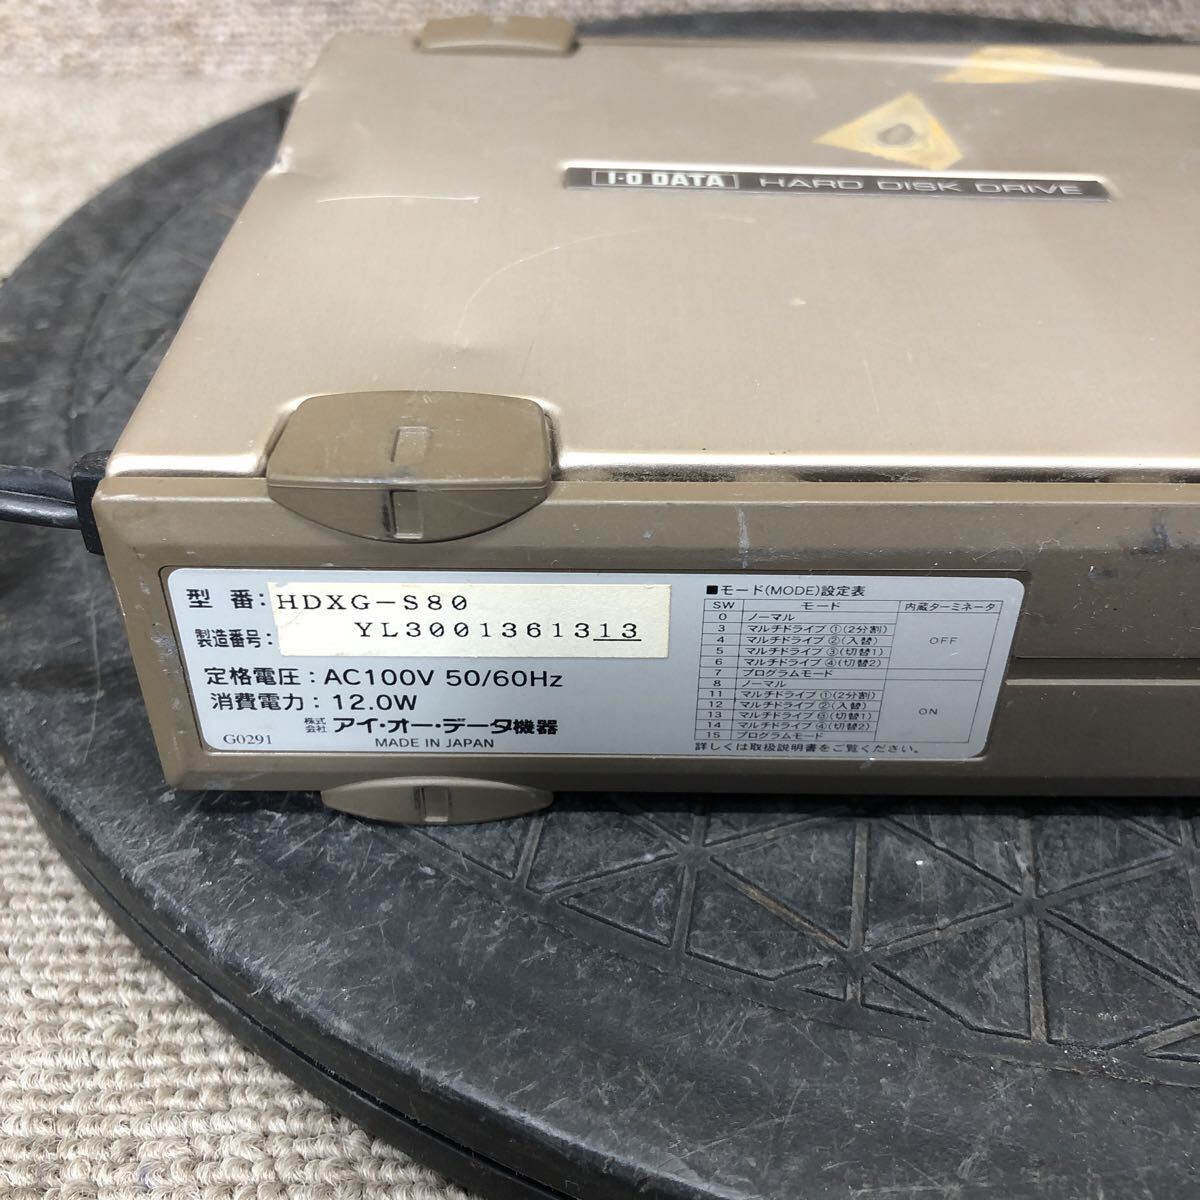 I・O DATA HARD DISK DRIVE
型 番: HDXG-S80
製造番号: YL300136131３
定格電圧:AC100V 50/60Hz
消費電力:12.0W
株式会社 アイ・オー・データ機器
G0291 MADE IN JAPAN
■モード(MODE)設定表
SW モード 内蔵ターミネータ
0 ノーマル
3 マルチドライブ①(2分割)
4 マルチドライブ②(入替)
5 マルチドライブ③(切替1)
6 マルチドライブ④(切替2)
7 プログラムモード
OFF
8 ノーマル
11 マルチドライブ①(2分割)
12 マルチドライブ②(入替)
13 マルチドライブ③(切替1)
14 マルチドライブ④(切替2)
15 プログラムモード
ON
詳しくは取扱説明書をご覧ください。